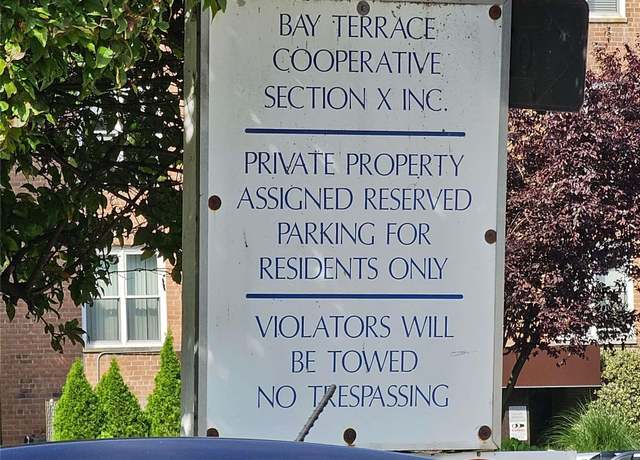 BAY TERRACE
COOPERATIVE
SECTION X INC.
PRIVATE PROPERTY
ASSIGNED RESERVED
PARKING FOR
RESIDENTS ONLY
VIOLATORS WILL
BE TOWED
NO TRESPASSING